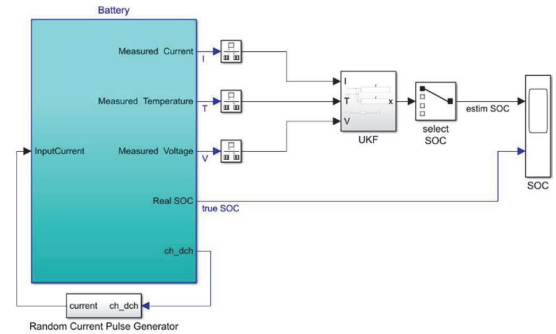 Battery
Measured Current
I
Measured Temperature
T
InputCurrent
Measured Voltage
V
Real SOC
true SOC
ch_dch
I
T
V
x
UKF
select
SOC
estim SOC
SOC
current
ch_dch
Random Current Pulse Generator